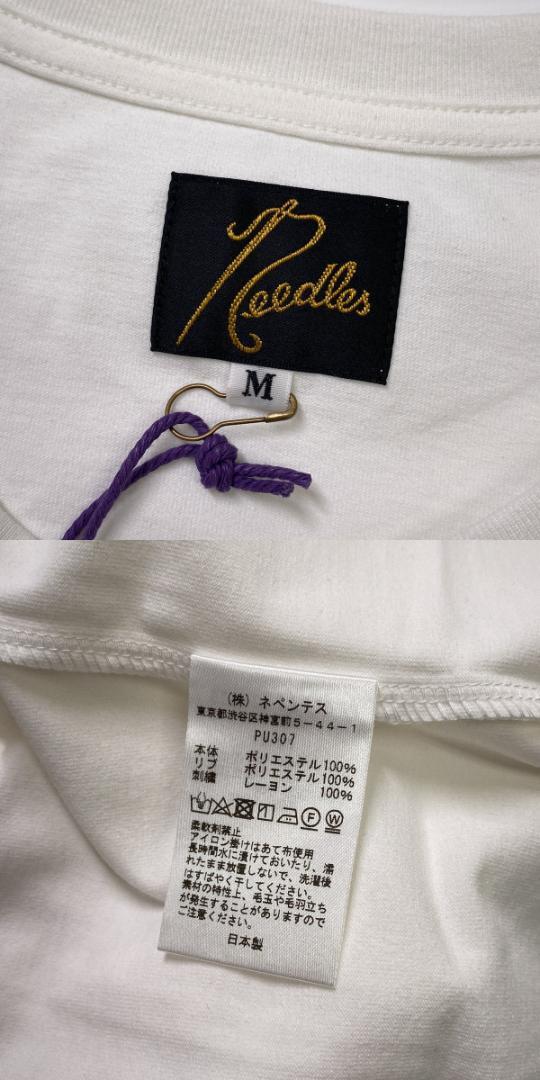 Needles
M
(株) ネペンテス
東京都渋谷区神宮前5-44-1
PU307
本体 ポリエステル100%
リブ ポリエステル100%
刺繍 レーヨン 100%
F W
柔軟剤禁止
アイロン掛けはあて布使用
長時間水に漬けておいたり、濡
れたまま放置しないで、洗濯後
はすばやく干してください。
素材の特性上、毛玉や毛羽立ち
が発生することがありますので
ご注意ください。
日本製